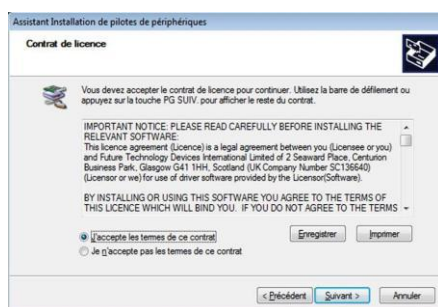 Assistant Installation de pilotes de périphériques
Contrat de licence
Vous devez accepter le contrat de licence pour continuer. Utilisez la barre de défilement ou
appuyez sur la touche PG SUIV. pour afficher le reste du contrat.
IMPORTANT NOTICE: PLEASE READ CAREFULLY BEFORE INSTALLING THE
RELEVANT SOFTWARE:
This licence agreement (Licence) is a legal agreement between you (Licensee or you)
and Future Technology Devices International Limited of 2 Seaward Place, Centurion
Business Park, Glasgow G41 1HH, Scotland (UK Company Number SC136640)
(Licensor or we) for use of driver software provided by the Licensor(Software).
BY INSTALLING OR USING THIS SOFTWARE YOU AGREE TO THE TERMS OF
THIS LICENCE WHICH WILL BIND YOU. IF YOU DO NOT AGREE TO THE TERMS
J'accepte les termes de ce contrat
Enregistrer
Imprimer
Je n'accepte pas les termes de ce contrat
< Précédent
Suivant >
Annuler